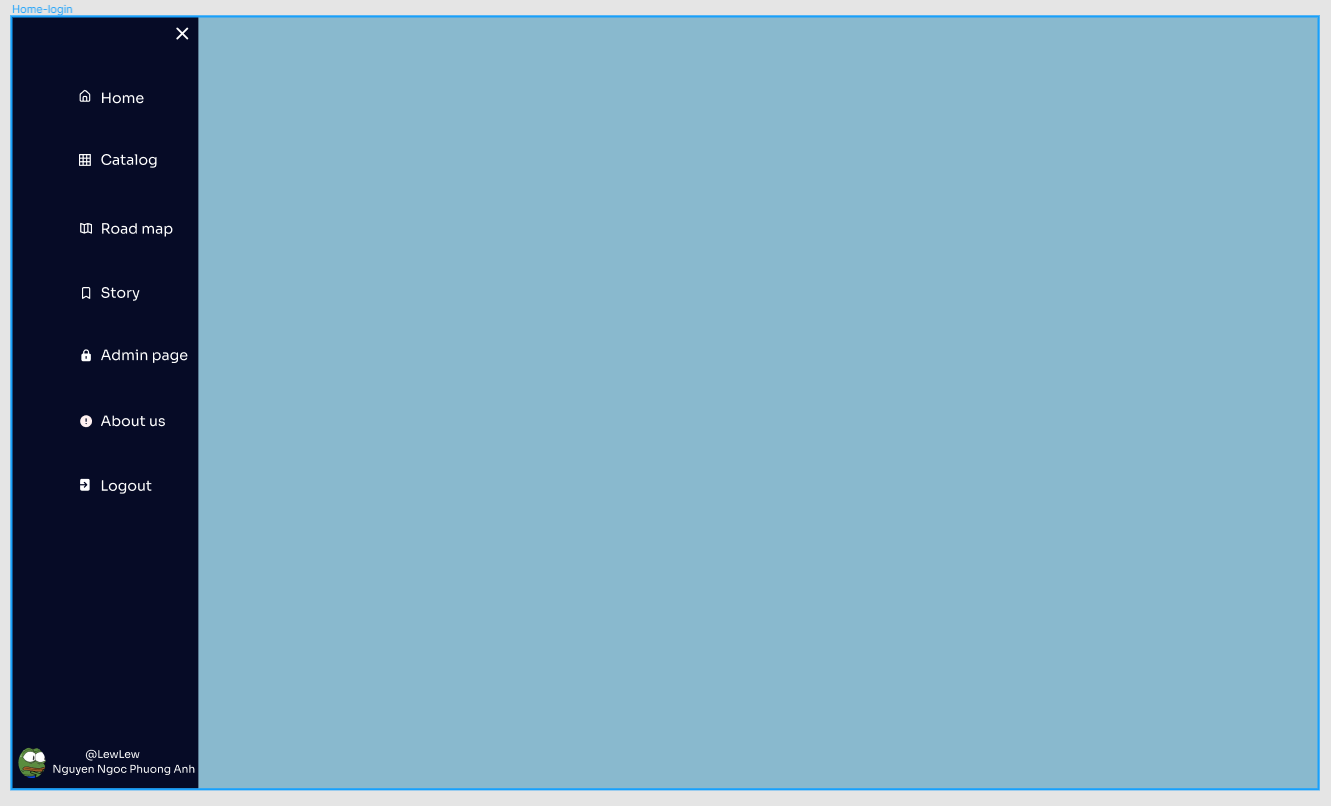 Home-login
Home
Catalog
Road map
Story
Admin page
About us
Logout
@LewLew
Nguyen Ngoc Phuong Anh